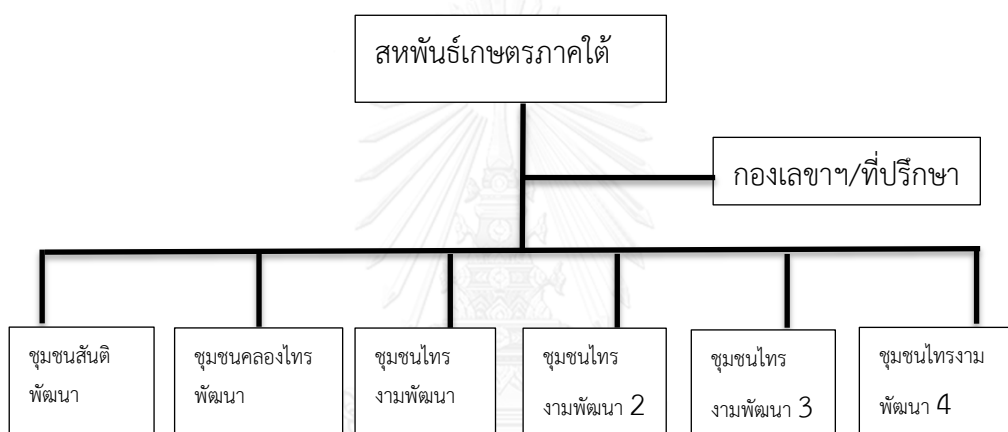 สหพันธ์เกษตรภาคใต้
กองเลขาฯ/ที่ปรึกษา
ชุมชนสันติ
พัฒนา
ชุมชนคลองไทร
พัฒนา
ชุมชนไทร
งามพัฒนา
ชุมชนไทร
งามพัฒนา 2
ชุมชนไทร
งามพัฒนา 3
ชุมชนไทรงาม
พัฒนา 4